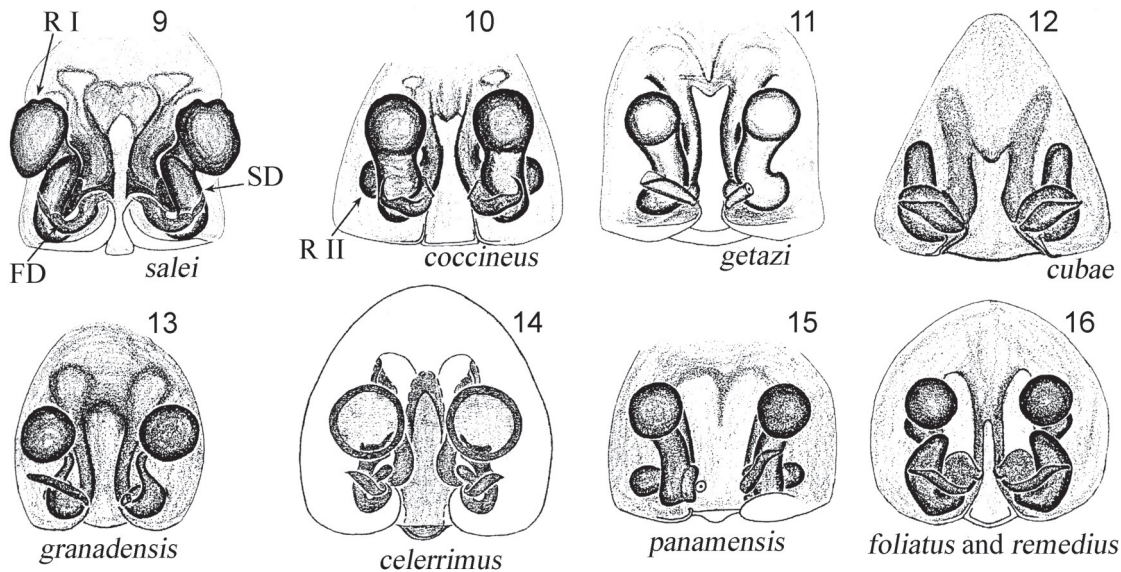 9
10
11
12
R I
SD
R II
FD
salei
coccineus
getazi
cubae
13
14
15
16
granadensis
celerrimus
panamensis
foliatus and remedius